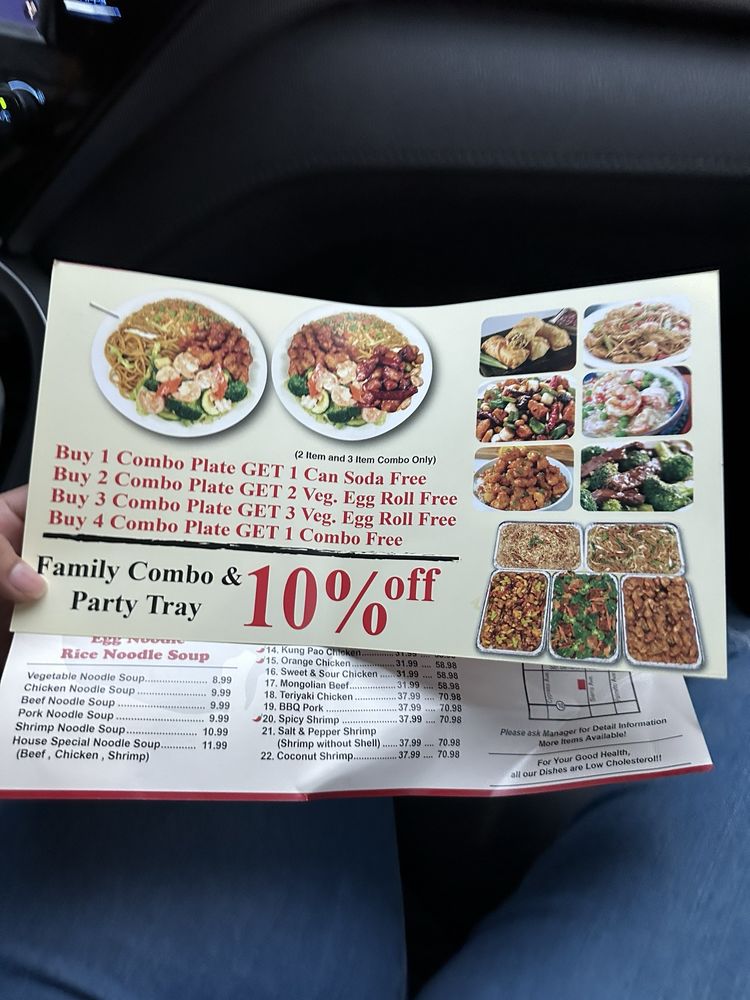 (2 Item and 3 Item Combo Only)
Buy 1 Combo Plate GET 1 Can Soda Free
Buy 2 Combo Plate GET 2 Veg. Egg Roll Free
Buy 3 Combo Plate GET 3 Veg. Egg Roll Free
Buy 4 Combo Plate GET 1 Combo Free
Family Combo &
Party Tray
10% off
Egg Noodle
Rice Noodle Soup
Vegetable Noodle Soup.......................... 8.99
Chicken Noodle Soup ............................ 9.99
Beef Noodle Soup .................................. 9.99
Pork Noodle Soup .................................. 9.99
Shrimp Noodle Soup............................. 10.99
House Special Noodle Soup................ 11.99
(Beef , Chicken , Shrimp)
14. Kung Pao Chicken.......... 31.99 ....
15. Orange Chicken .............. 31.99 .... 58.98
16. Sweet & Sour Chicken .... 31.99 .... 58.98
17. Mongolian Beef................ 31.99 .... 58.98
18. Teriyaki Chicken .............. 37.99 .... 70.98
19. BBQ Pork .......................... 37.99 .... 70.98
20. Spicy Shrimp .................... 37.99 .... 70.98
21. Salt & Pepper Shrimp
(Shrimp without Shell) ..... 37.99 .... 70.98
22. Coconut Shrimp................ 37.99 .... 70.98
Please ask Manager for Detail Information
More Items Available!
For Your Good Health,
all our Dishes are Low Cholesterol!!!